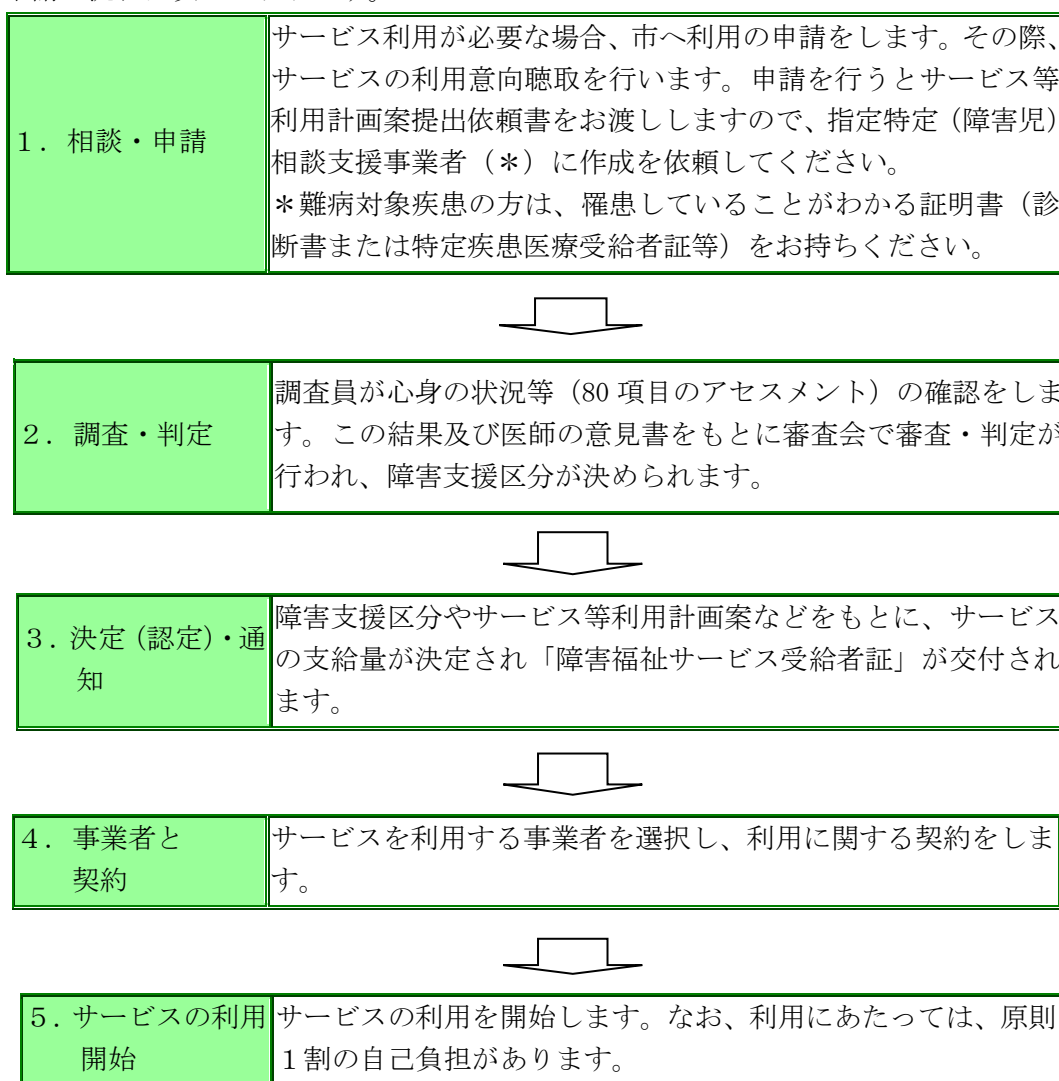 サービス利用が必要な場合、市へ利用の申請をします。その際、
サービスの利用意向聴取を行います。申請を行うとサービス等
1．相談・申請
利用計画案提出依頼書をお渡ししますので、指定特定（障害児）
相談支援事業者（＊）に作成を依頼してください。
＊難病対象疾患の方は、罹患していることがわかる証明書（診
断書または特定疾患医療受給者証等）をお持ちください。
調査員が心身の状況等（80 項目のアセスメント）の確認をしま
2．調査・判定
す。この結果及び医師の意見書をもとに審査会で審査・判定が
行われ、障害支援区分が決められます。
3．決定（認定）・通
知
障害支援区分やサービス等利用計画案などをもとに、サービス
の支給量が決定され「障害福祉サービス受給者証」が交付され
ます。
4．事業者と
契約
サービスを利用する事業者を選択し、利用に関する契約をしま
す。
5．サービスの利用
開始
サービスの利用を開始します。なお、利用にあたっては、原則
１割の自己負担があります。